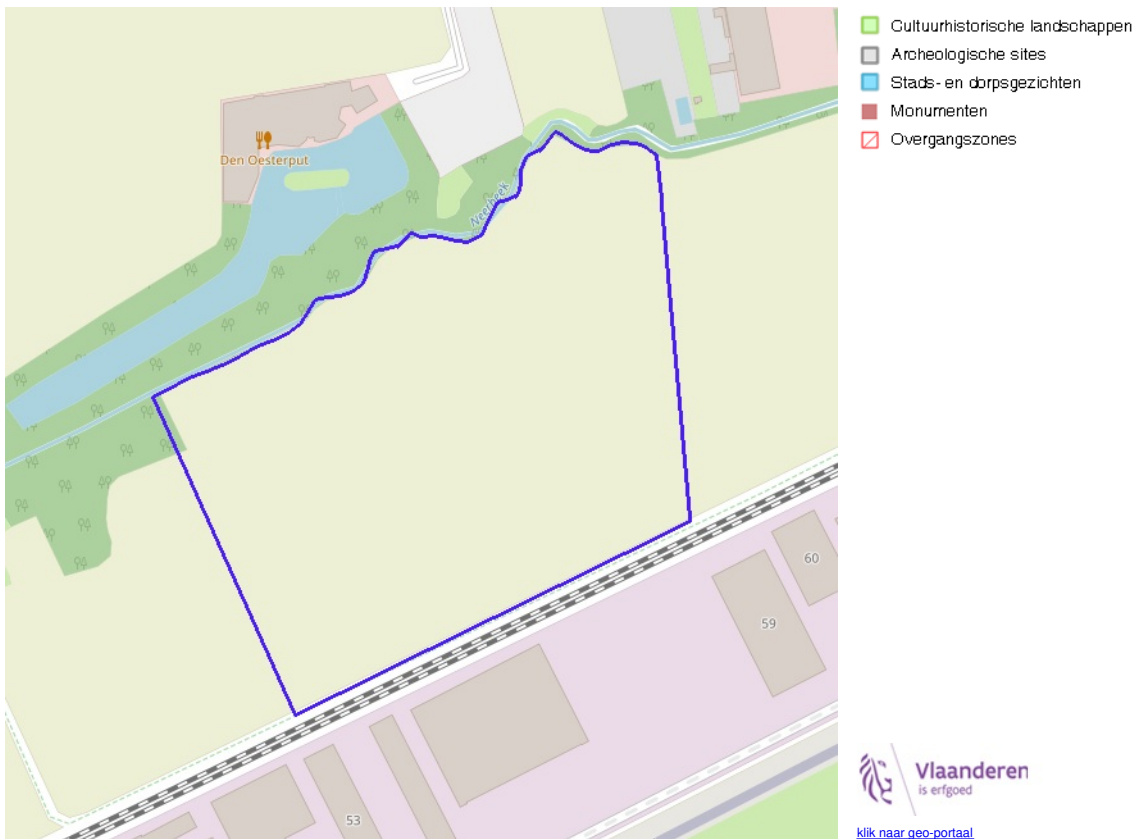 Cultuurhistorische landschappen
Archeologische sites
Stads- en dorpsgezichten
Monumenten
Overgangszones
Den Oesterput
Neerbeek
60
59
53
Vlaanderen
is erfgoed
klik naar geo-portaal